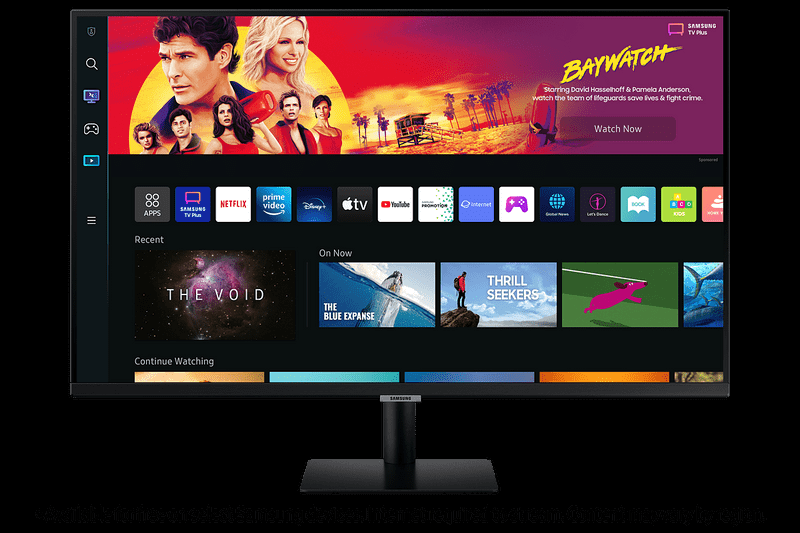 SAMSUNG
TV Plus
BAYWATCH
Starring David Hasselhoff & Pamela Anderson,
watch the team of lifeguards save lives & fight crime.
Watch Now
Sponsored
APPS
SAMSUNG
TV Plus
NETFLIX
prime
video
Disney+
tv
YouTube
PROMOTION
Internet
Global News
Let's Dance
BOOK
B C D
KIDS
HOME
Recent
On Now
THE VOID
THE
BLUE EXPANSE
THRILL
SEEKERS
Continue Watching
SAMSUNG